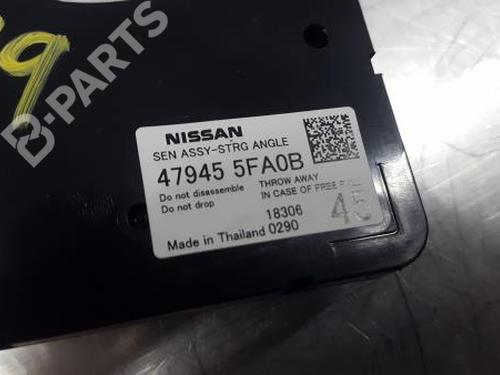 B-PARTS
NISSAN
SEN ASSY-STRG ANGLE
47945 5FA0B
Do not disassemble
Do not drop
THROW AWAY
IN CASE OF FREE FALL
18306
45
Made in Thailand 0290